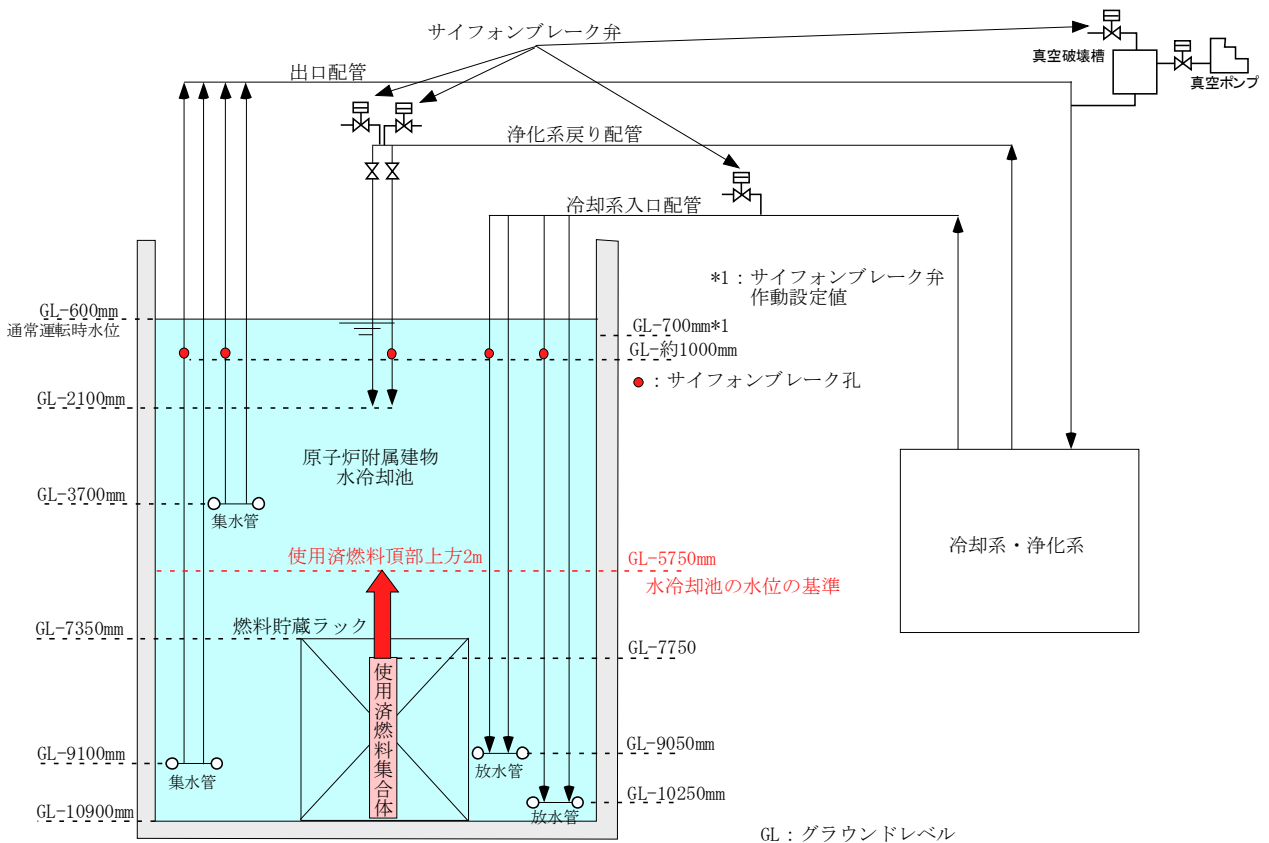 サイフォンブレーク弁
真空破壊槽
真空ポンプ
出口配管
浄化系戻り配管
冷却系入口配管
*1：サイフォンブレーク弁
作動設定値
GL-600mm
通常運転時水位
GL-700mm*1
GL-約1000mm
：サイフォンブレーク孔
GL-2100mm
原子炉附属建物
水冷却池
GL-3700mm
集水管
使用済燃料頂部上方2m
GL-5750mm
水冷却池の水位の基準
冷却系・浄化系
GL-7350mm
燃料貯蔵ラック
GL-7750
使用済燃料集合体
GL-9100mm
集水管
GL-9050mm
放水管
GL-10250mm
放水管
GL-10900mm
GL：グラウンドレベル